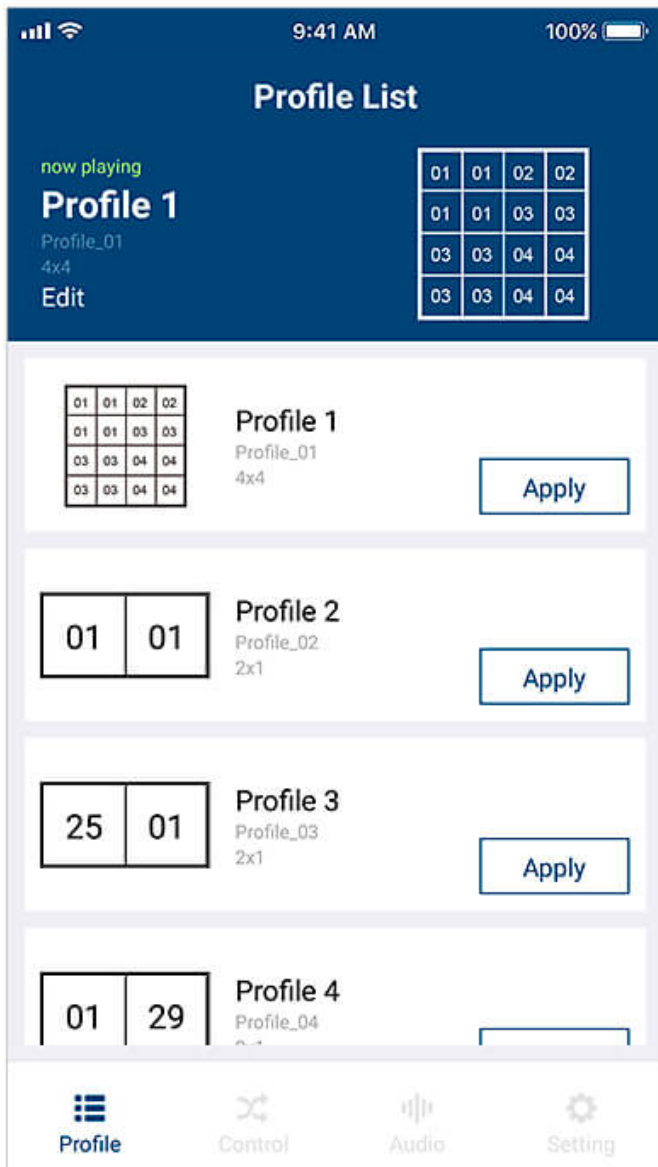 9:41 AM 100%
Profile List
now playing
Profile 1
Profile_01
4x4
Edit
01 01 02 02
01 01 03 03
03 03 04 04
03 03 04 04
01 01 02 02
01 01 03 03
03 03 04 04
03 03 04 04
Profile 1
Profile_01
4x4
Apply
01 01
Profile 2
Profile_02
2x1
Apply
25 01
Profile 3
Profile_03
2x1
Apply
01 29
Profile 4
Profile_04
Profile Control Audio Setting